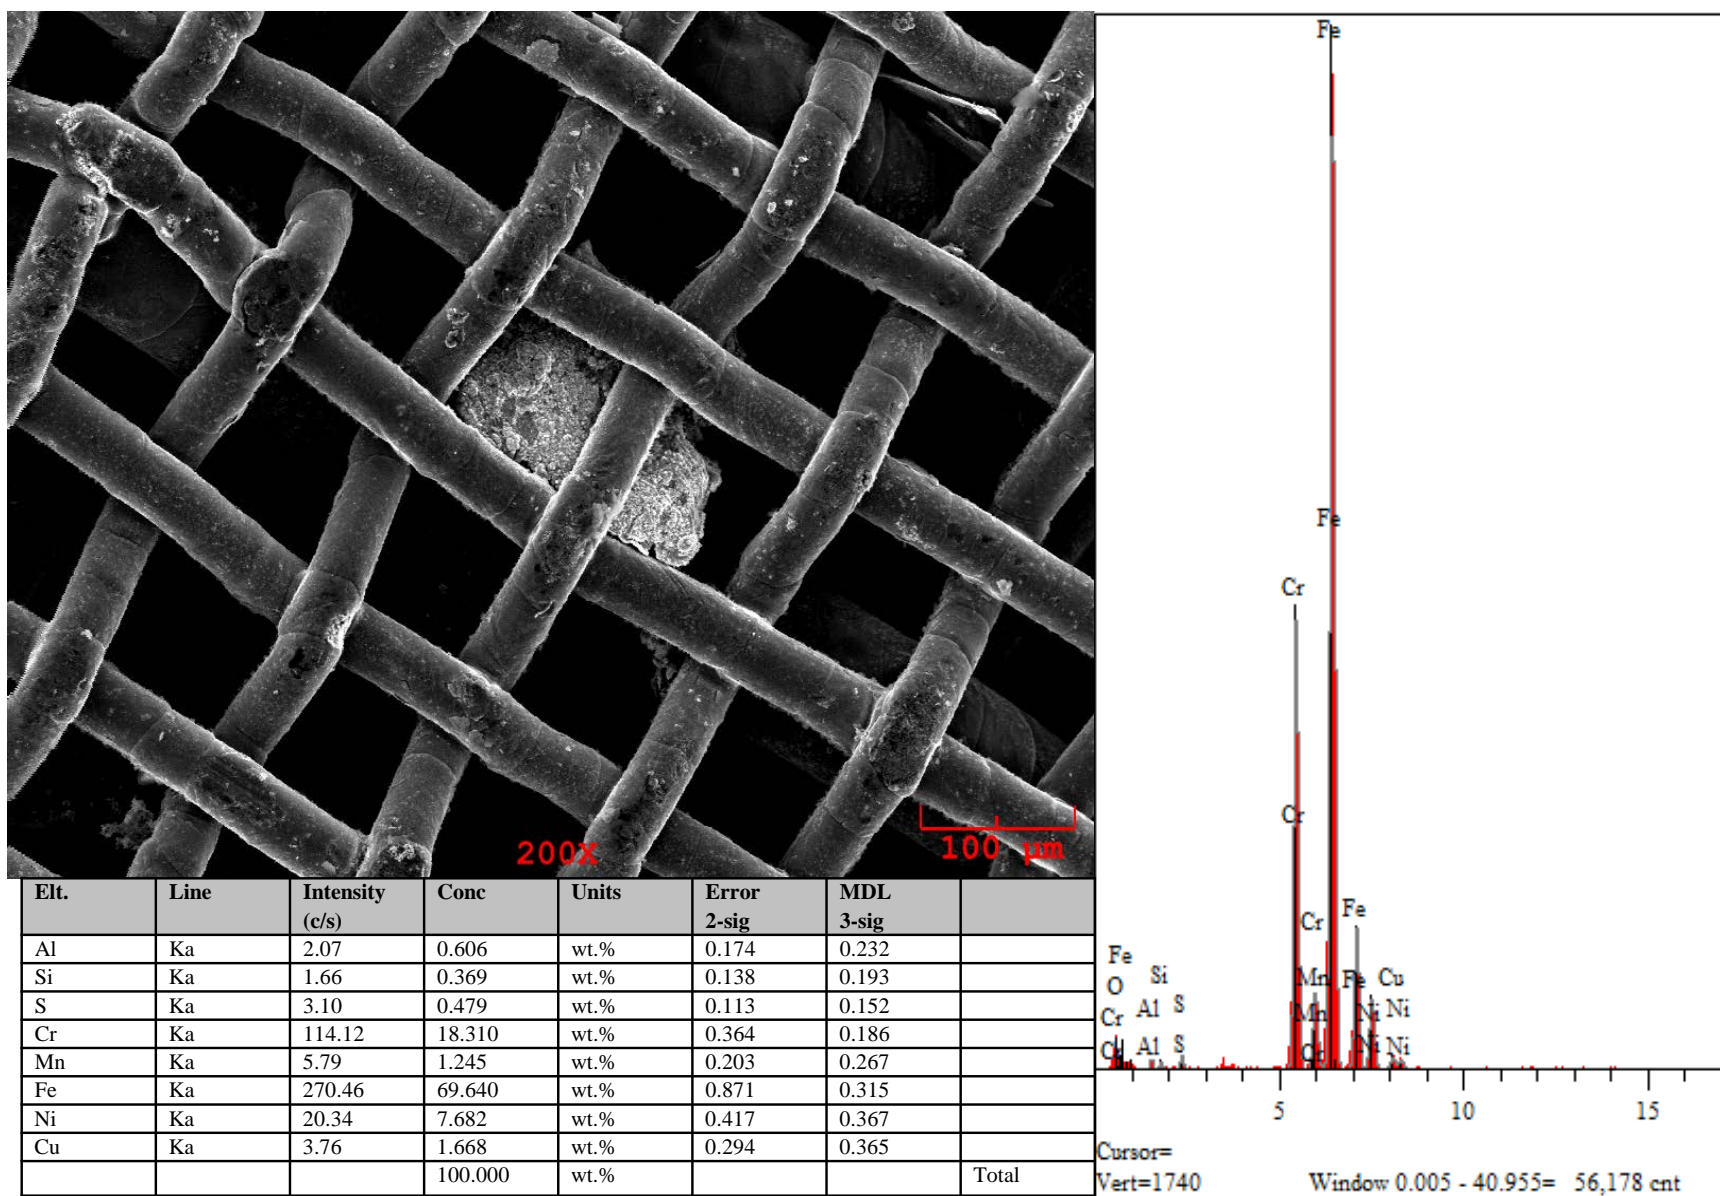 200X
100 µm
Elt. Line Intensity (c/s) Conc Units Error 2-sig MDL 3-sig
Al Ka 2.07 0.606 wt.% 0.174 0.232
Si Ka 1.66 0.369 wt.% 0.138 0.193
S Ka 3.10 0.479 wt.% 0.113 0.152
Cr Ka 114.12 18.310 wt.% 0.364 0.186
Mn Ka 5.79 1.245 wt.% 0.203 0.267
Fe Ka 270.46 69.640 wt.% 0.871 0.315
Ni Ka 20.34 7.682 wt.% 0.417 0.367
Cu Ka 3.76 1.668 wt.% 0.294 0.365
100.000 wt.% Total
Fe
Fe
Cr
Cr
Cr Fe
Fe
O Si Mn Fe Cu
Cr Al S Mn Ni Ni
Al S Cr Ni Ni
5 10 15
Cursor=
Vert=1740 Window 0.005 - 40.955= 56,178 cnt